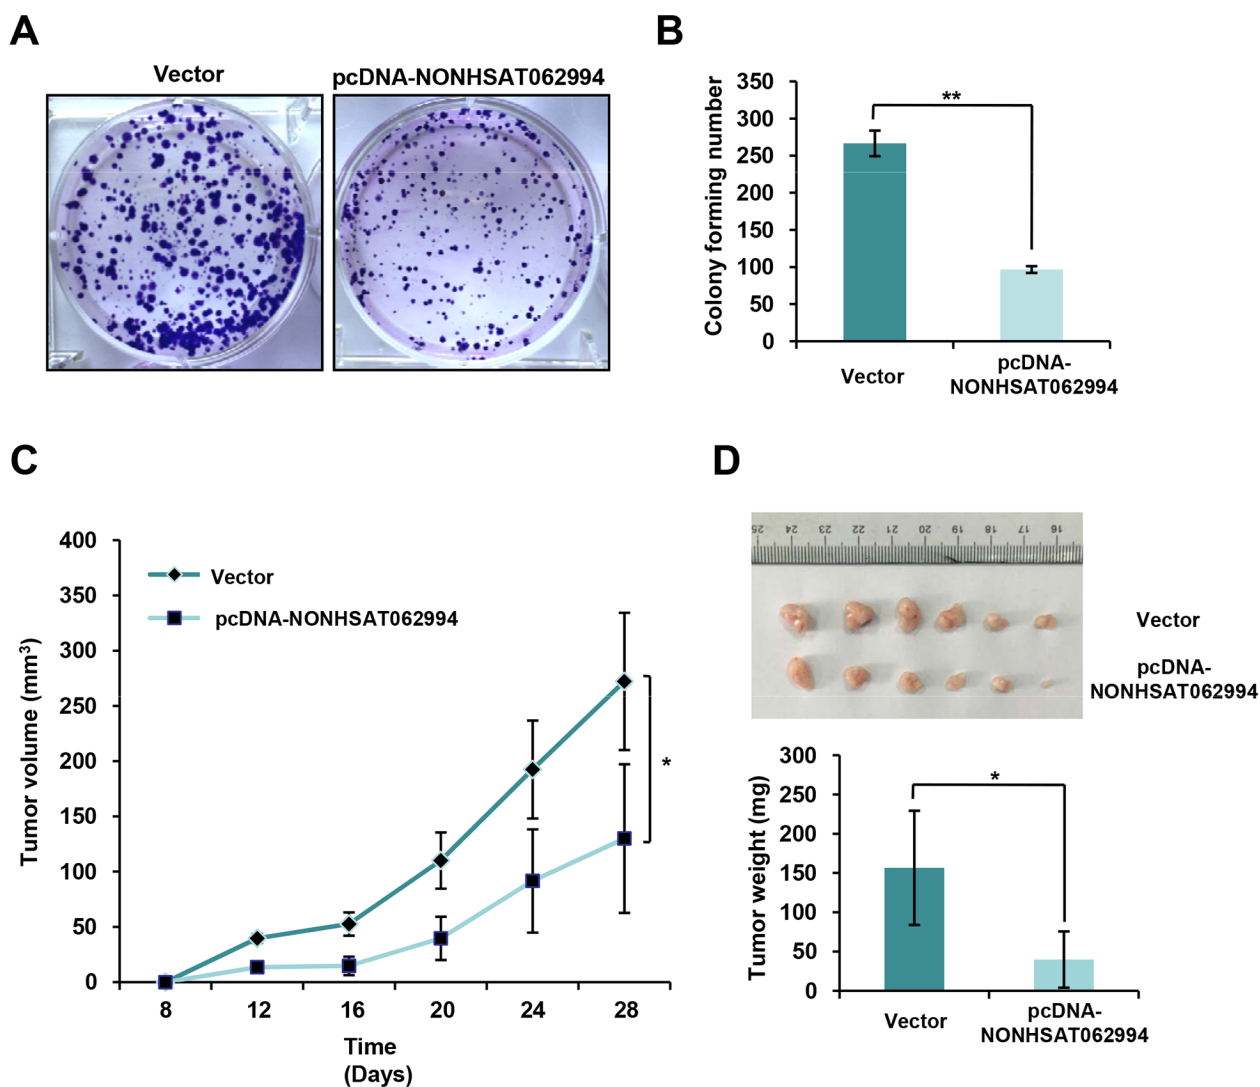 A
Vector
pcDNA-NONHSAT062994
B
Colony forming number
350
300
250
200
150
100
50
0
**
Vector
pcDNA-
NONHSAT062994
C
Tumor volume (mm³)
400
350
300
250
200
150
100
50
0
Vector
pcDNA-NONHSAT062994
*
8 12 16 20 24 28
Time
(Days)
D
25 24 23 22 21 20 19 18 17 16
Vector
pcDNA-
NONHSAT062994
Tumor weight (mg)
300
250
200
150
100
50
0
*
Vector
pcDNA-
NONHSAT062994